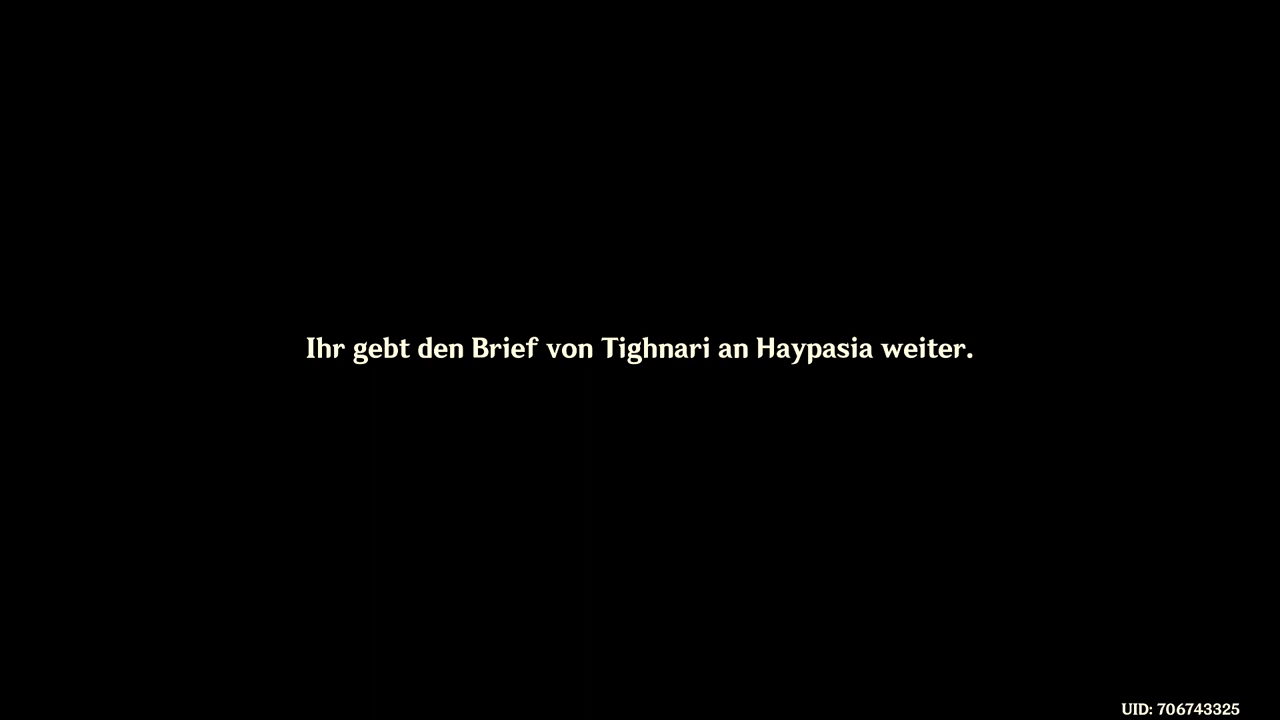 Ihr gebt den Brief von Tighnari an Haypasia weiter.
UID: 706743325